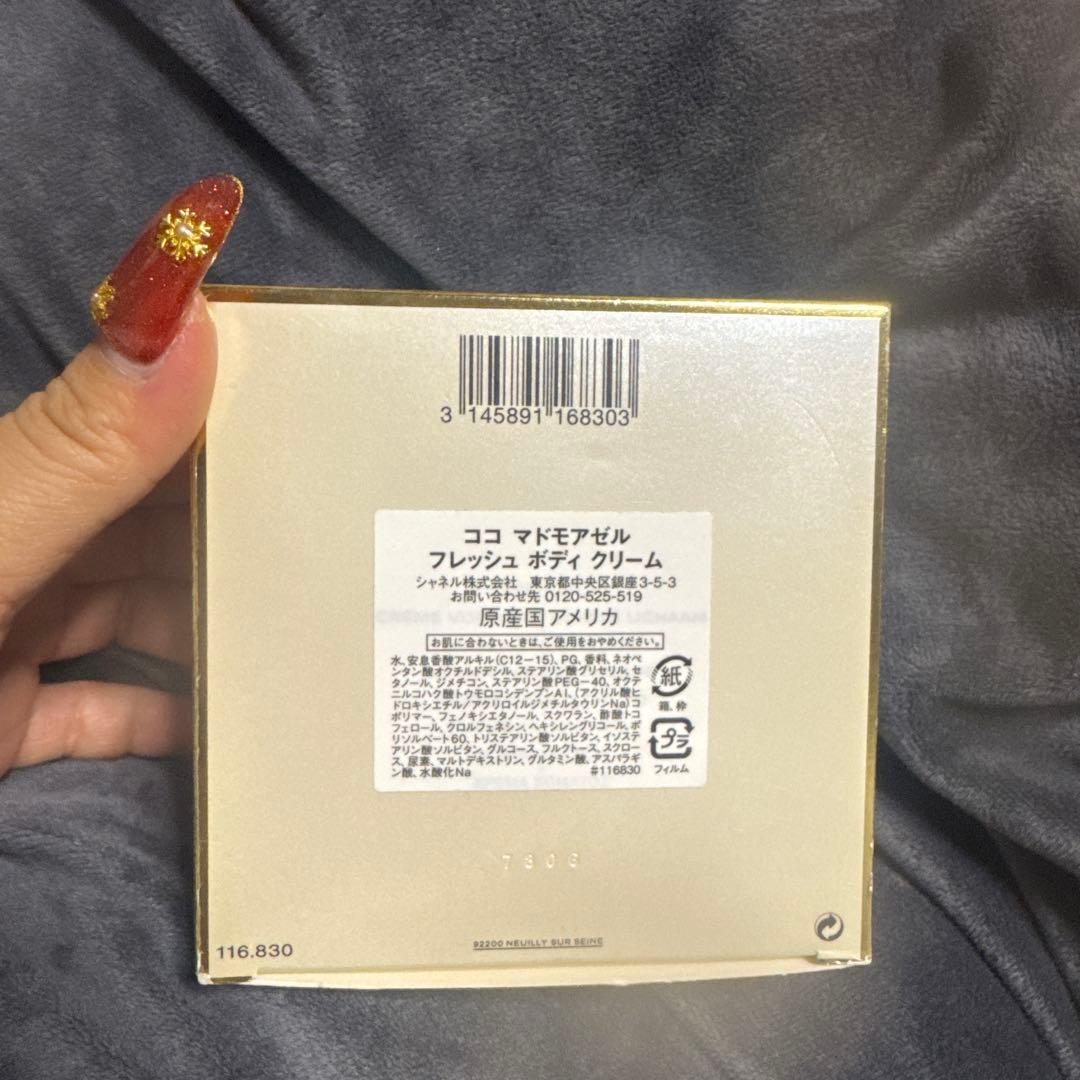 3 145891 168303
ココ マドモアゼル
フレッシュ ボディ クリーム
シャネル株式会社 東京都中央区銀座3-5-3
お問い合わせ先 0120-525-519
原産国アメリカ
お肌に合わないときは、ご使用をおやめください。
水、安息香酸アルキル(C12-15)、PG、香料、ネオペ
ンタン酸オクチルドデシル、ステアリン酸グリセリル、セ
タノール、ジメチコン、ステアリン酸PEG-40、オクテ
ニルコハク酸トウモロコシデンプンAl、(アクリル酸ヒ
ドロキシエチル/アクリロイルジメチルタウリンNa)コ
ポリマー、フェノキシエタノール、スクワラン、酢酸トコ
フェロール、クロルフェネシン、ヘキシレングリコール、ポ
リソルベート60、トリステアリン酸ソルビタン、イソステ
アリン酸ソルビタン、グルコース、フルクトース、スクロー
ス、尿素、マルトデキストリン、グルタミン酸、アスパラギ
ン酸、水酸化Na #116830
紙
箱、枠
プラ
フィルム
7306
116.830
92200 NEUILLY SUR SEINE